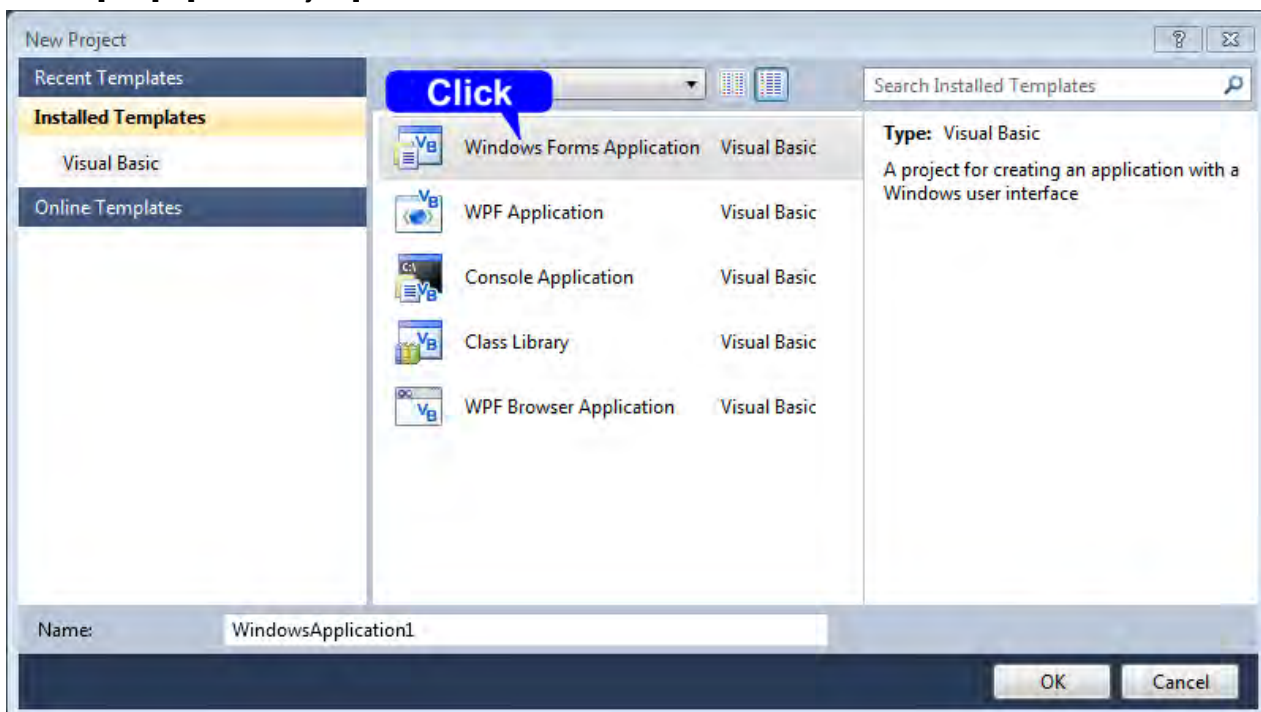 New Project
Recent Templates
Installed Templates
Visual Basic
Online Templates
Click
Search Installed Templates
Windows Forms Application Visual Basic
WPF Application Visual Basic
Console Application Visual Basic
Class Library Visual Basic
WPF Browser Application Visual Basic
Type: Visual Basic
A project for creating an application with a
Windows user interface
Name: WindowsApplication1
OK Cancel